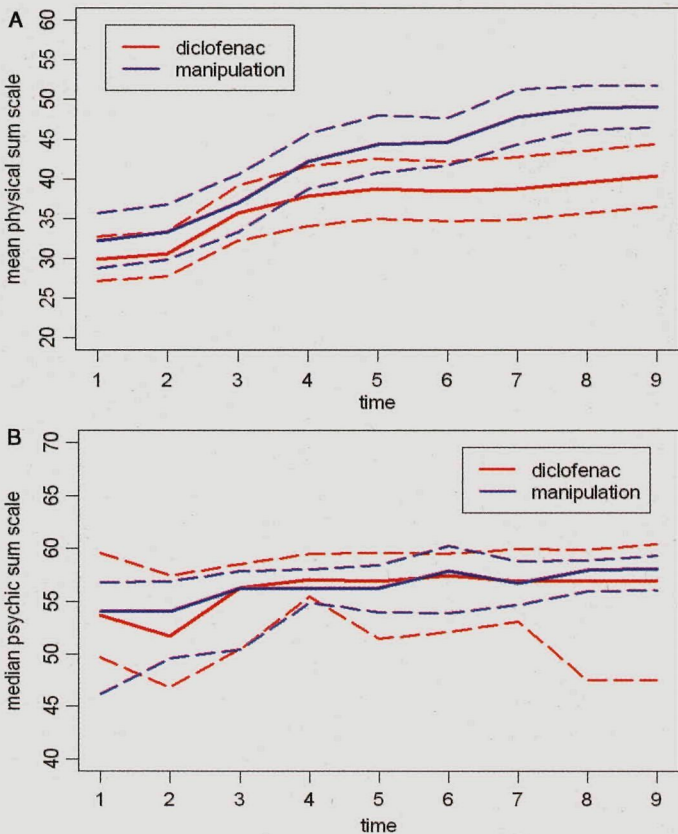 A
mean physical sum scale
60
55
50
45
40
35
30
25
20
diclofenac
manipulation
1 2 3 4 5 6 7 8 9
time
B
median psychic sum scale
70
65
60
55
50
45
40
diclofenac
manipulation
1 2 3 4 5 6 7 8 9
time